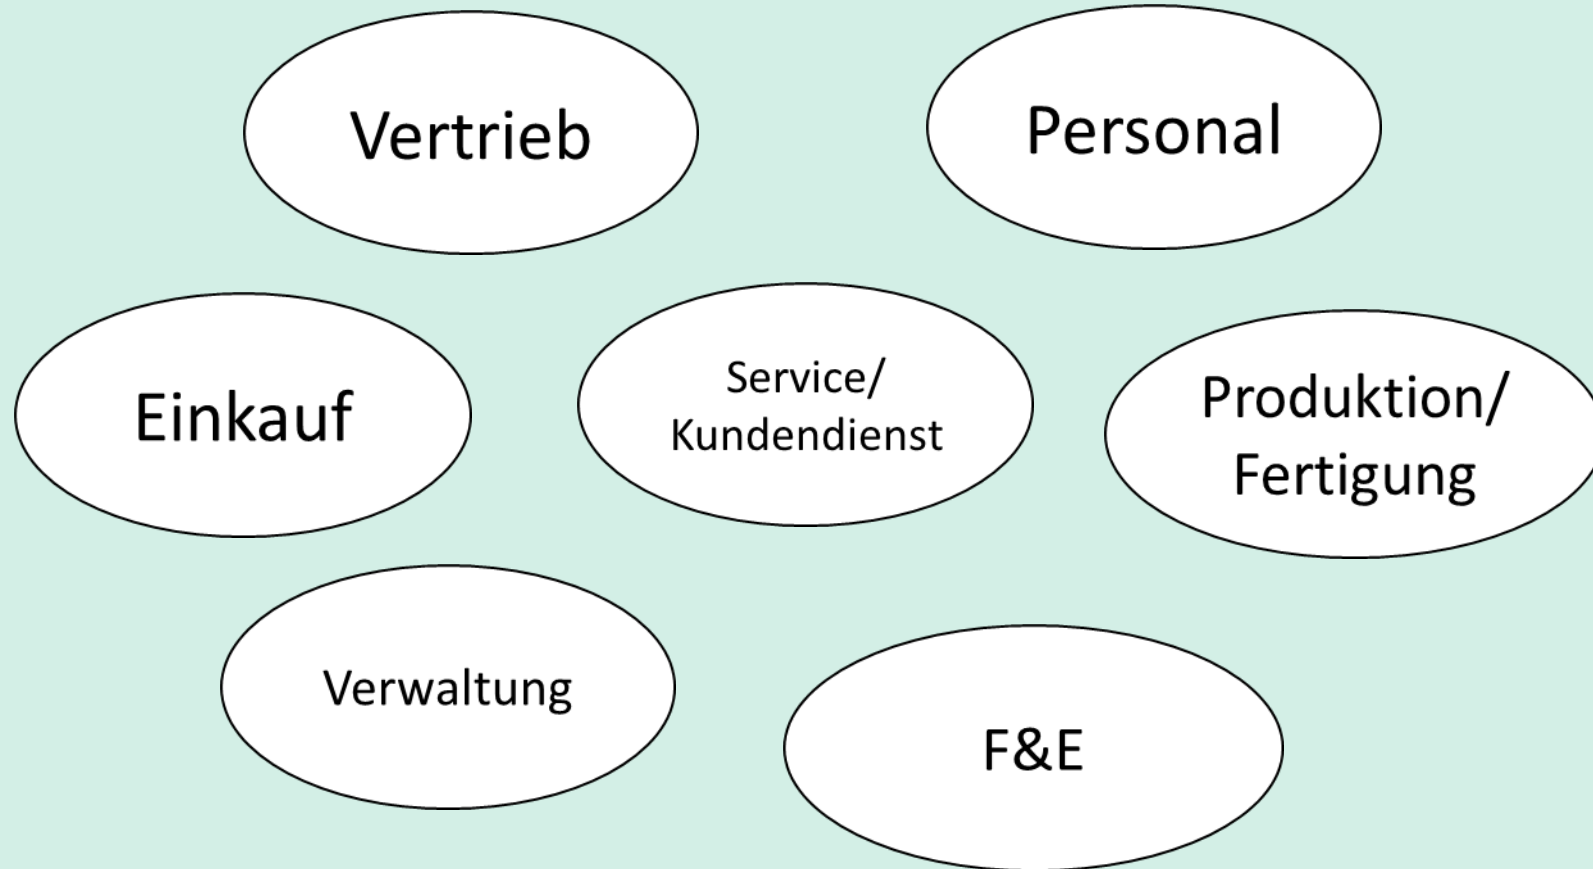 Vertrieb
Personal
Einkauf
Service/
Kundendienst
Produktion/
Fertigung
Verwaltung
F&E